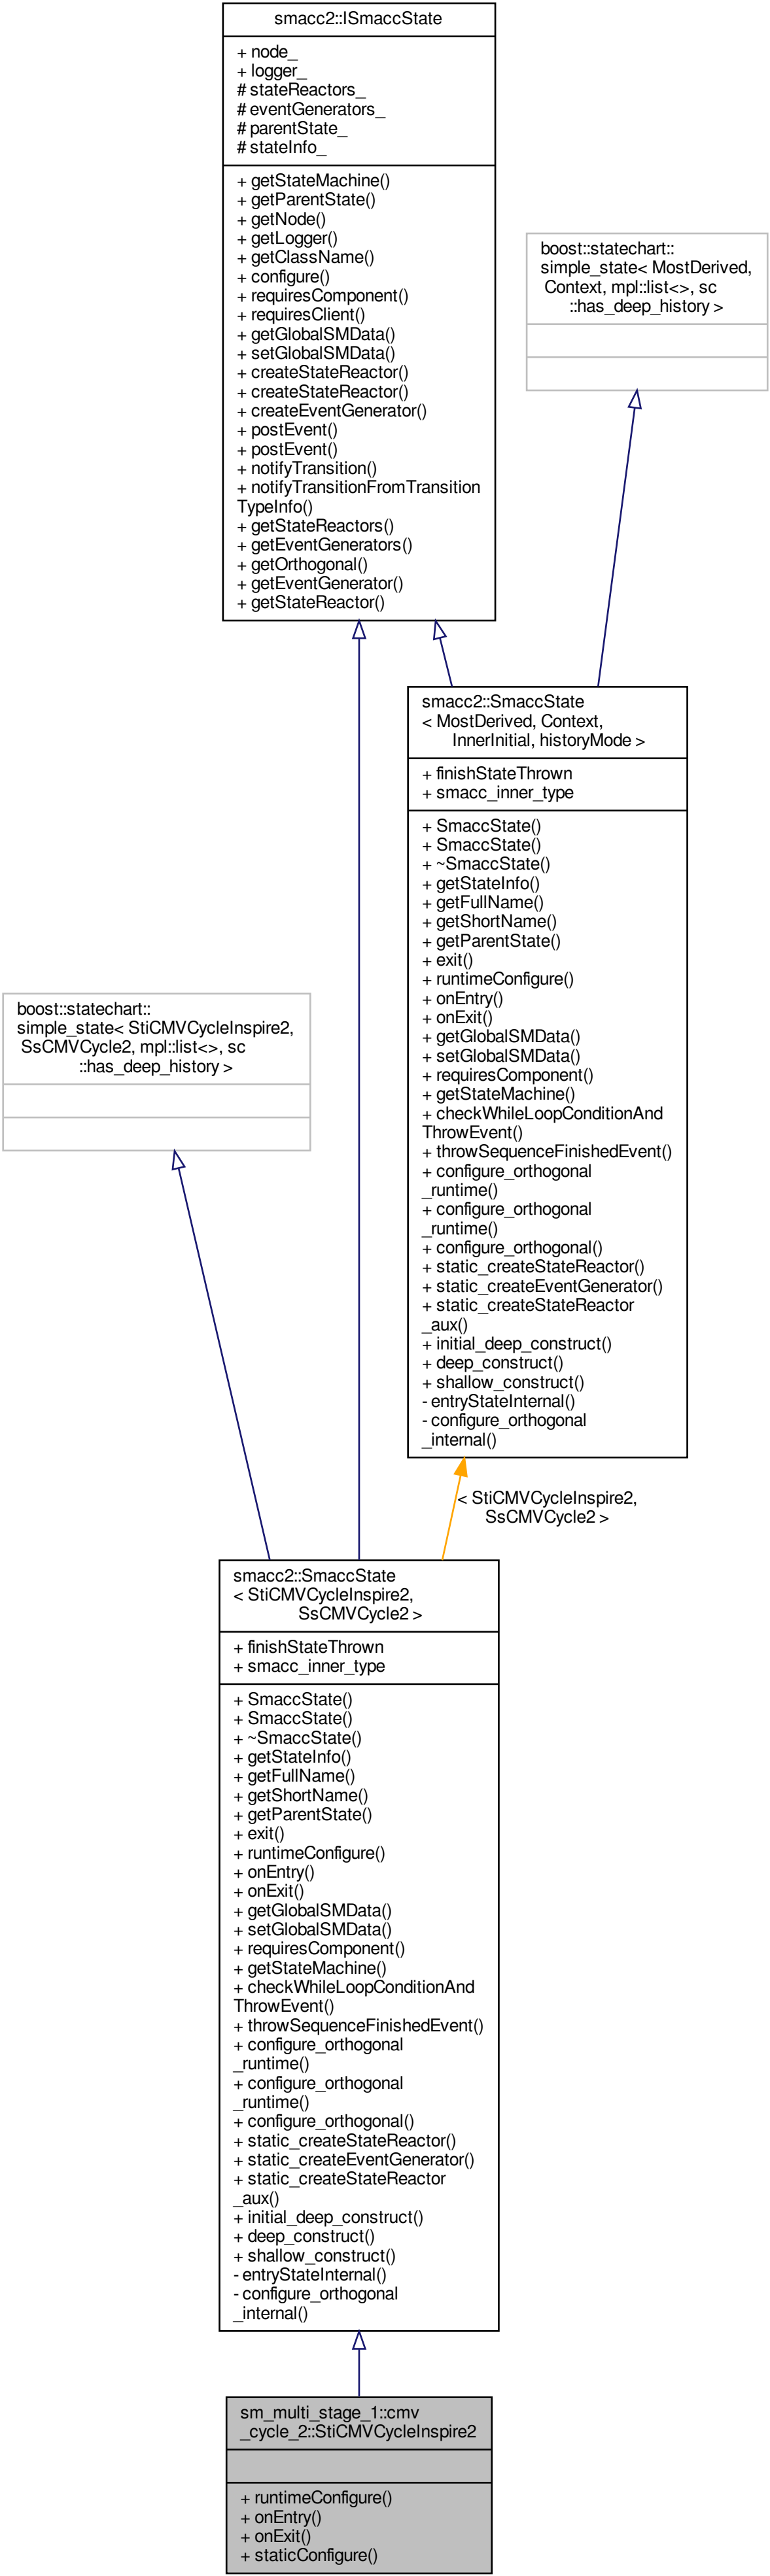 smacc2::ISmaccState
+ node_
+ logger_
# stateReactors_
# eventGenerators_
# parentState_
# stateInfo_
+ getStateMachine()
+ getParentState()
+ getNode()
+ getLogger()
+ getClassName()
+ configure()
+ requiresComponent()
+ requiresClient()
+ getGlobalSMData()
+ setGlobalSMData()
+ createStateReactor()
+ createStateReactor()
+ createEventGenerator()
+ postEvent()
+ postEvent()
+ notifyTransition()
+ notifyTransitionFromTransition
TypeInfo()
+ getStateReactors()
+ getEventGenerators()
+ getOrthogonal()
+ getEventGenerator()
+ getStateReactor()
boost::statechart::
simple_state< MostDerived,
Context, mpl::list<>, sc
::has_deep_history >
smacc2::SmaccState
< MostDerived, Context,
InnerInitial, historyMode >
+ finishStateThrown
+ smacc_inner_type
+ SmaccState()
+ SmaccState()
+ ~SmaccState()
+ getStateInfo()
+ getFullName()
+ getShortName()
+ getParentState()
+ exit()
+ runtimeConfigure()
+ onEntry()
+ onExit()
+ getGlobalSMData()
+ setGlobalSMData()
+ requiresComponent()
+ getStateMachine()
+ checkWhileLoopConditionAnd
ThrowEvent()
+ throwSequenceFinishedEvent()
+ configure_orthogonal
_runtime()
+ configure_orthogonal
_runtime()
+ configure_orthogonal()
+ static_createStateReactor()
+ static_createEventGenerator()
+ static_createStateReactor
_aux()
+ initial_deep_construct()
+ deep_construct()
+ shallow_construct()
- entryStateInternal()
- configure_orthogonal
_internal()
boost::statechart::
simple_state< StiCMVCycleInspire2,
SsCMVCycle2, mpl::list<>, sc
::has_deep_history >
< StiCMVCycleInspire2,
SsCMVCycle2 >
smacc2::SmaccState
< StiCMVCycleInspire2,
SsCMVCycle2 >
+ finishStateThrown
+ smacc_inner_type
+ SmaccState()
+ SmaccState()
+ ~SmaccState()
+ getStateInfo()
+ getFullName()
+ getShortName()
+ getParentState()
+ exit()
+ runtimeConfigure()
+ onEntry()
+ onExit()
+ getGlobalSMData()
+ setGlobalSMData()
+ requiresComponent()
+ getStateMachine()
+ checkWhileLoopConditionAnd
ThrowEvent()
+ throwSequenceFinishedEvent()
+ configure_orthogonal
_runtime()
+ configure_orthogonal
_runtime()
+ configure_orthogonal()
+ static_createStateReactor()
+ static_createEventGenerator()
+ static_createStateReactor
_aux()
+ initial_deep_construct()
+ deep_construct()
+ shallow_construct()
- entryStateInternal()
- configure_orthogonal
_internal()
sm_multi_stage_1::cmv
_cycle_2::StiCMVCycleInspire2
+ runtimeConfigure()
+ onEntry()
+ onExit()
+ staticConfigure()